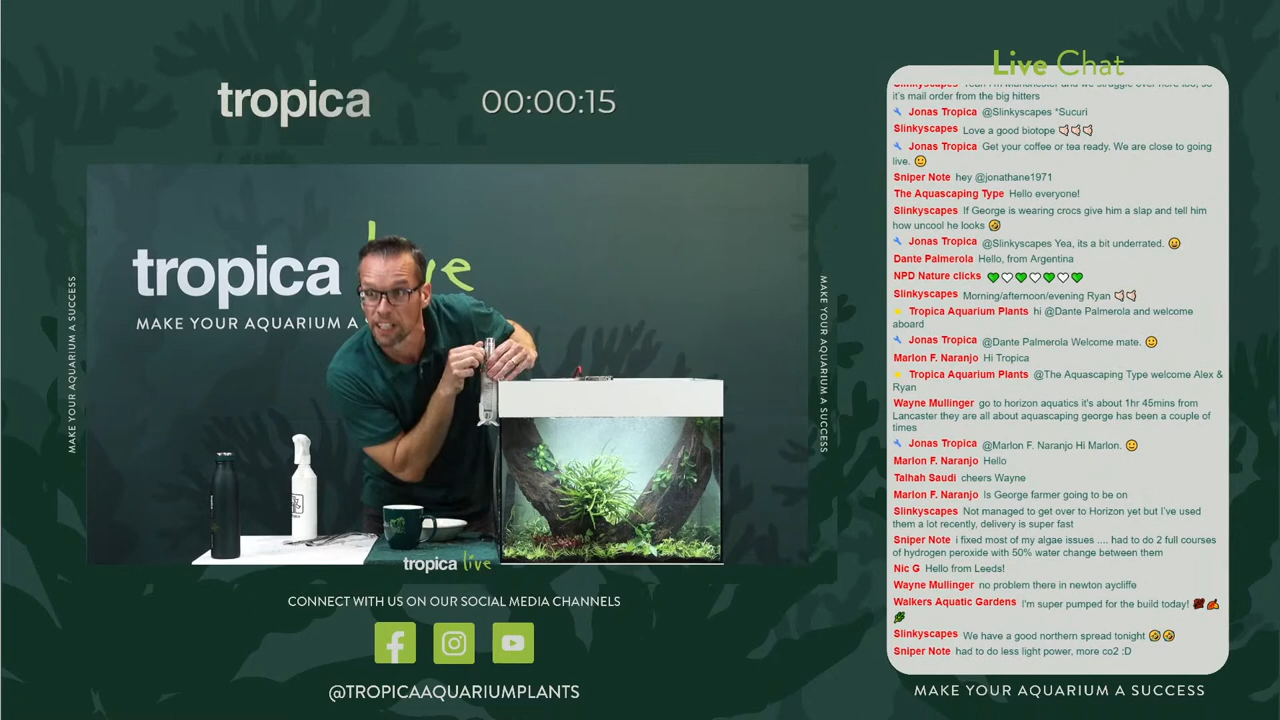 tropica
00:00:15
MAKE YOUR AQUARIUM A SUCCESS
tropica
MAKE YOUR AQUARIUM A
tropica live
MAKE YOUR AQUARIUM A SUCCESS
CONNECT WITH US ON OUR SOCIAL MEDIA CHANNELS
@TROPICAAQUARIUMPLANTS
Live Chat
it's mail order from the big hitters
Jonas Tropica @Slinkyscapes *Sucuri
Slinkyscapes Love a good biotope
Jonas Tropica Get your coffee or tea ready. We are close to going
live.
Sniper Note hey @jonathane1971
The Aquascaping Type Hello everyone!
Slinkyscapes If George is wearing crocs give him a slap and tell him
how uncool he looks
Jonas Tropica @Slinkyscapes Yea, its a bit underrated.
Dante Palmerola Hello, from Argentina
NPD Nature clicks
Slinkyscapes Morning/afternoon/evening Ryan
Tropica Aquarium Plants hi @Dante Palmerola and welcome
aboard
Jonas Tropica @Dante Palmerola Welcome mate.
Marlon F. Naranjo Hi Tropica
Tropica Aquarium Plants @The Aquascaping Type welcome Alex &
Ryan
Wayne Mullinger go to horizon aquatics it's about 1hr 45mins from
Lancaster they are all about aquascaping george has been a couple of
times
Jonas Tropica @Marlon F. Naranjo Hi Marlon.
Marlon F. Naranjo Hello
Talhah Saudi cheers Wayne
Marlon F. Naranjo Is George farmer going to be on
Slinkyscapes Not managed to get over to Horizon yet but I've used
them a lot recently, delivery is super fast
Sniper Note i fixed most of my algae issues .... had to do 2 full courses
of hydrogen peroxide with 50% water change between them
Nic G Hello from Leeds!
Wayne Mullinger no problem there in newton aycliffe
Walkers Aquatic Gardens I'm super pumped for the build today!
Slinkyscapes We have a good northern spread tonight
Sniper Note had to do less light power, more co2 :D
MAKE YOUR AQUARIUM A SUCCESS